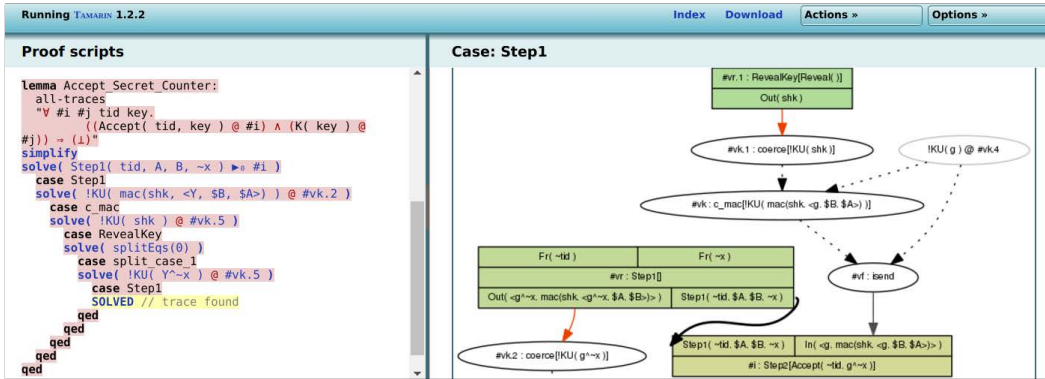 Running TAMARIN 1.2.2
Index Download Actions » Options »
Proof scripts
lemma Accept_Secret_Counter:
all-traces
"∀ #i #j tid key.
((Accept( tid, key ) @ #i) ∧ (K( key ) @
#j)) ⇒ (⊥)"
simplify
solve( Step1( tid, A, B, ~x ) ▶₀ #i )
case Step1
solve( !KU( mac(shk, <Y, $B, $A>) ) @ #vk.2 )
case c_mac
solve( !KU( shk ) @ #vk.5 )
case RevealKey
solve( splitEqs(0) )
case split_case_1
solve( !KU( Y^~x ) @ #vk.5 )
case Step1
SOLVED // trace found
qed
qed
qed
qed
qed
Case: Step1
#vr.1 : RevealKey[Reveal( )]
Out( shk )
#vk.1 : coerce[!KU( shk )]
!KU( g ) @ #vk.4
#vk : c_mac[!KU( mac(shk, <g, $B, $A>) )]
Fr( ~tid ) Fr( ~x )
#vr : Step1[]
Out( <g^~x, mac(shk, <g^~x, $A, $B>)> ) Step1( ~tid, $A, $B, ~x )
#vf : isend
Step1( ~tid, $A, $B, ~x ) In( <g, mac(shk, <g, $B, $A>)> )
#i : Step2[Accept( ~tid, g^~x )]
#vk.2 : coerce[!KU( g^~x )]